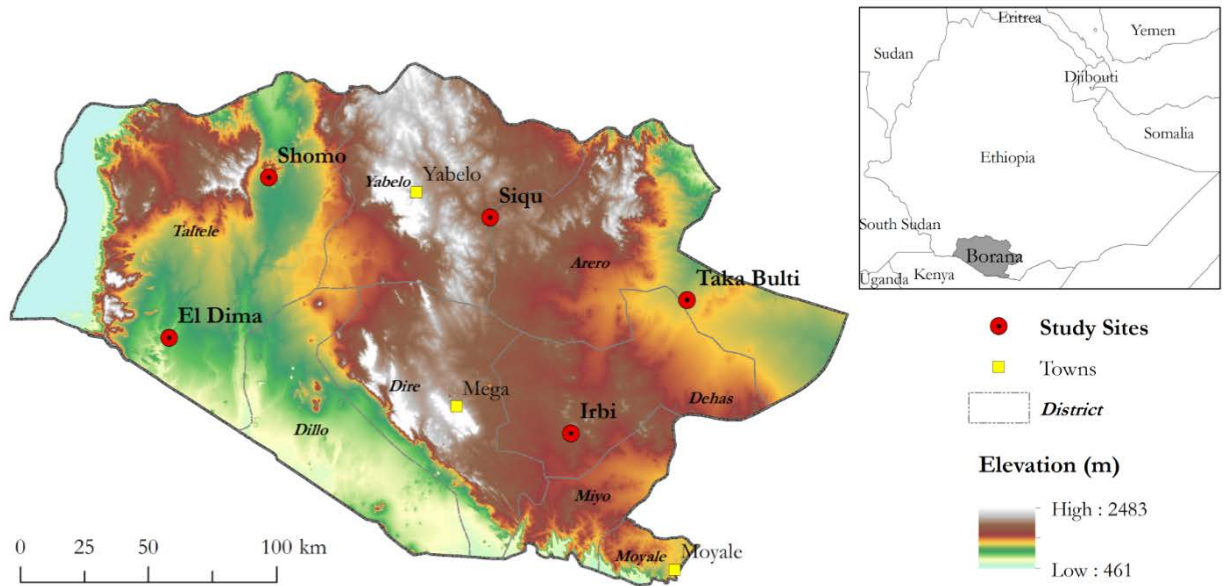 Eritrea
Yemen
Sudan
Djibouti
Somalia
Ethiopia
South Sudan
Borana
Uganda
Kenya
Shomo
Yabelo
Yabelo
Siqu
Taltele
Arero
Taka Bulti
El Dima
Dire
Mega
Dehas
Irbi
Dillo
Miyo
Moyale
Moyale
Study Sites
Towns
District
Elevation (m)
High : 2483
Low : 461
0 25 50 100 km